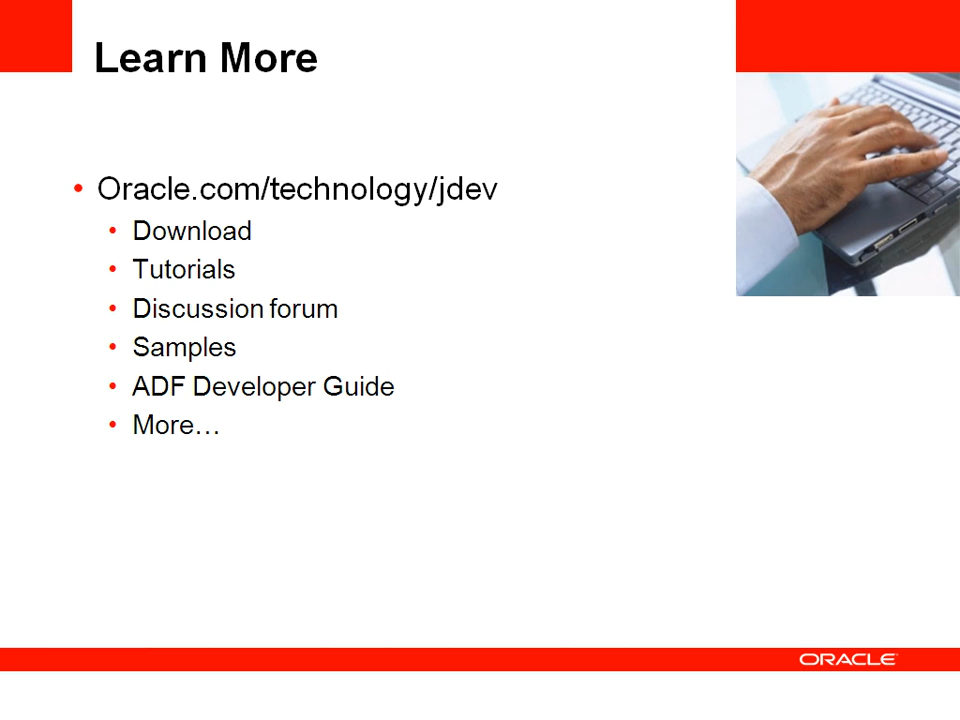 Learn More
• Oracle.com/technology/jdev
• Download
• Tutorials
• Discussion forum
• Samples
• ADF Developer Guide
• More…
ORACLE